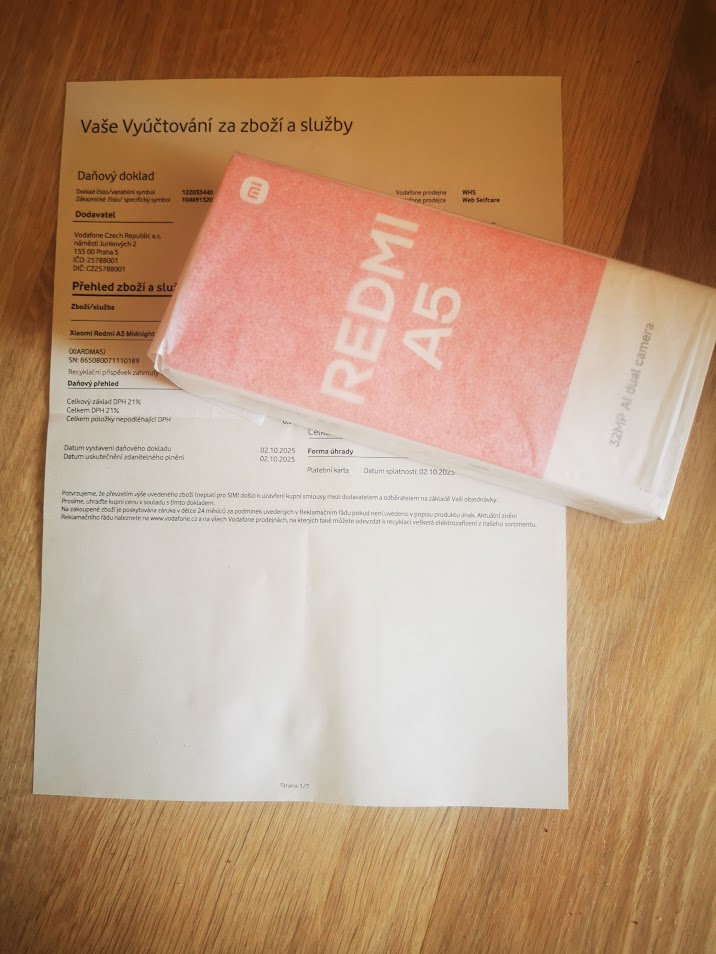 Vaše Vyúčtování za zboží a služby
Daňový doklad
Doklad číslo/variabilní symbol 122033440
Zákaznické číslo/ specifický symbol 104691320
Vodafone prodejna WHS
prodejce Web Selfcare
Dodavatel
Vodafone Czech Republic a.s.
náměstí Junkových 2
155 00 Praha 5
IČO: 25788001
DIČ: CZ25788001
Přehled zboží a
Zboží/služba
Xiaomi Redmi A5 Midnight
(XIARDMA5)
SN: 865080071110189
Recyklační příspěvek zahrnutý
Daňový přehled
Celkový základ DPH 21%
Celkem DPH 21%
Celkem položky nepodléhající DPH
Datum vystavení daňového dokladu 02.10.2025
Datum uskutečnění zdanitelného plnění 02.10.2025
Forma úhrady
Platební karta Datum splatnosti: 02.10.2025
Potvrzujeme, že převzetím výše uvedeného zboží (neplatí pro SIM) došlo k uzavření kupní smlouvy mezi dodavatelem a odběratelem na základě Vaší objednávky.
Prosíme, uhraďte kupní cenu v souladu s tímto dokladem.
Na zakoupené zboží je poskytována záruka v délce 24 měsíců za podmínek uvedených v Reklamačním řádu pokud není uvedeno v popisu produktu jinak. Aktuální znění
Reklamačního řádu naleznete na www.vodafone.cz a na všech Vodafone prodejnách, na kterých také můžete odevzdat k recyklaci veškerá elektrozařízení z našeho sortimentu.
Strana 1/1
mi
REDMI
A5
32MP AI dual camera